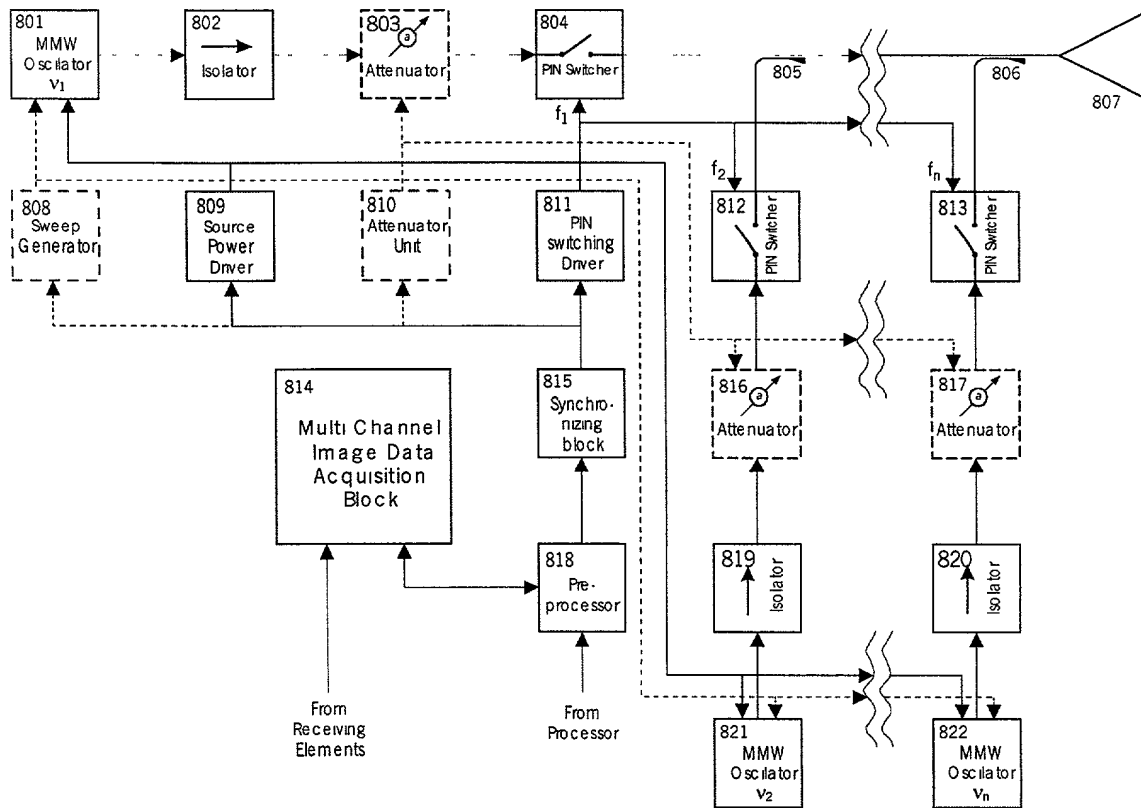 801
MMW
Oscilator
ν1
802
Isolator
803
a
Attenuator
804
PIN Switcher
805
806
807
f1
f2
fn
808
Sweep
Generator
809
Source
Power
Driver
810
Attenuator
Unit
811
PIN
switching
Driver
812
PIN Switcher
813
PIN Switcher
814
Multi Channel
Image Data
Acquisition
Block
815
Synchro-
nizing
block
816
a
Attenuator
817
a
Attenuator
818
Pre-
processor
819
Isolator
820
Isolator
From
Receiving
Elements
From
Processor
821
MMW
Oscilator
ν2
822
MMW
Oscilator
νn